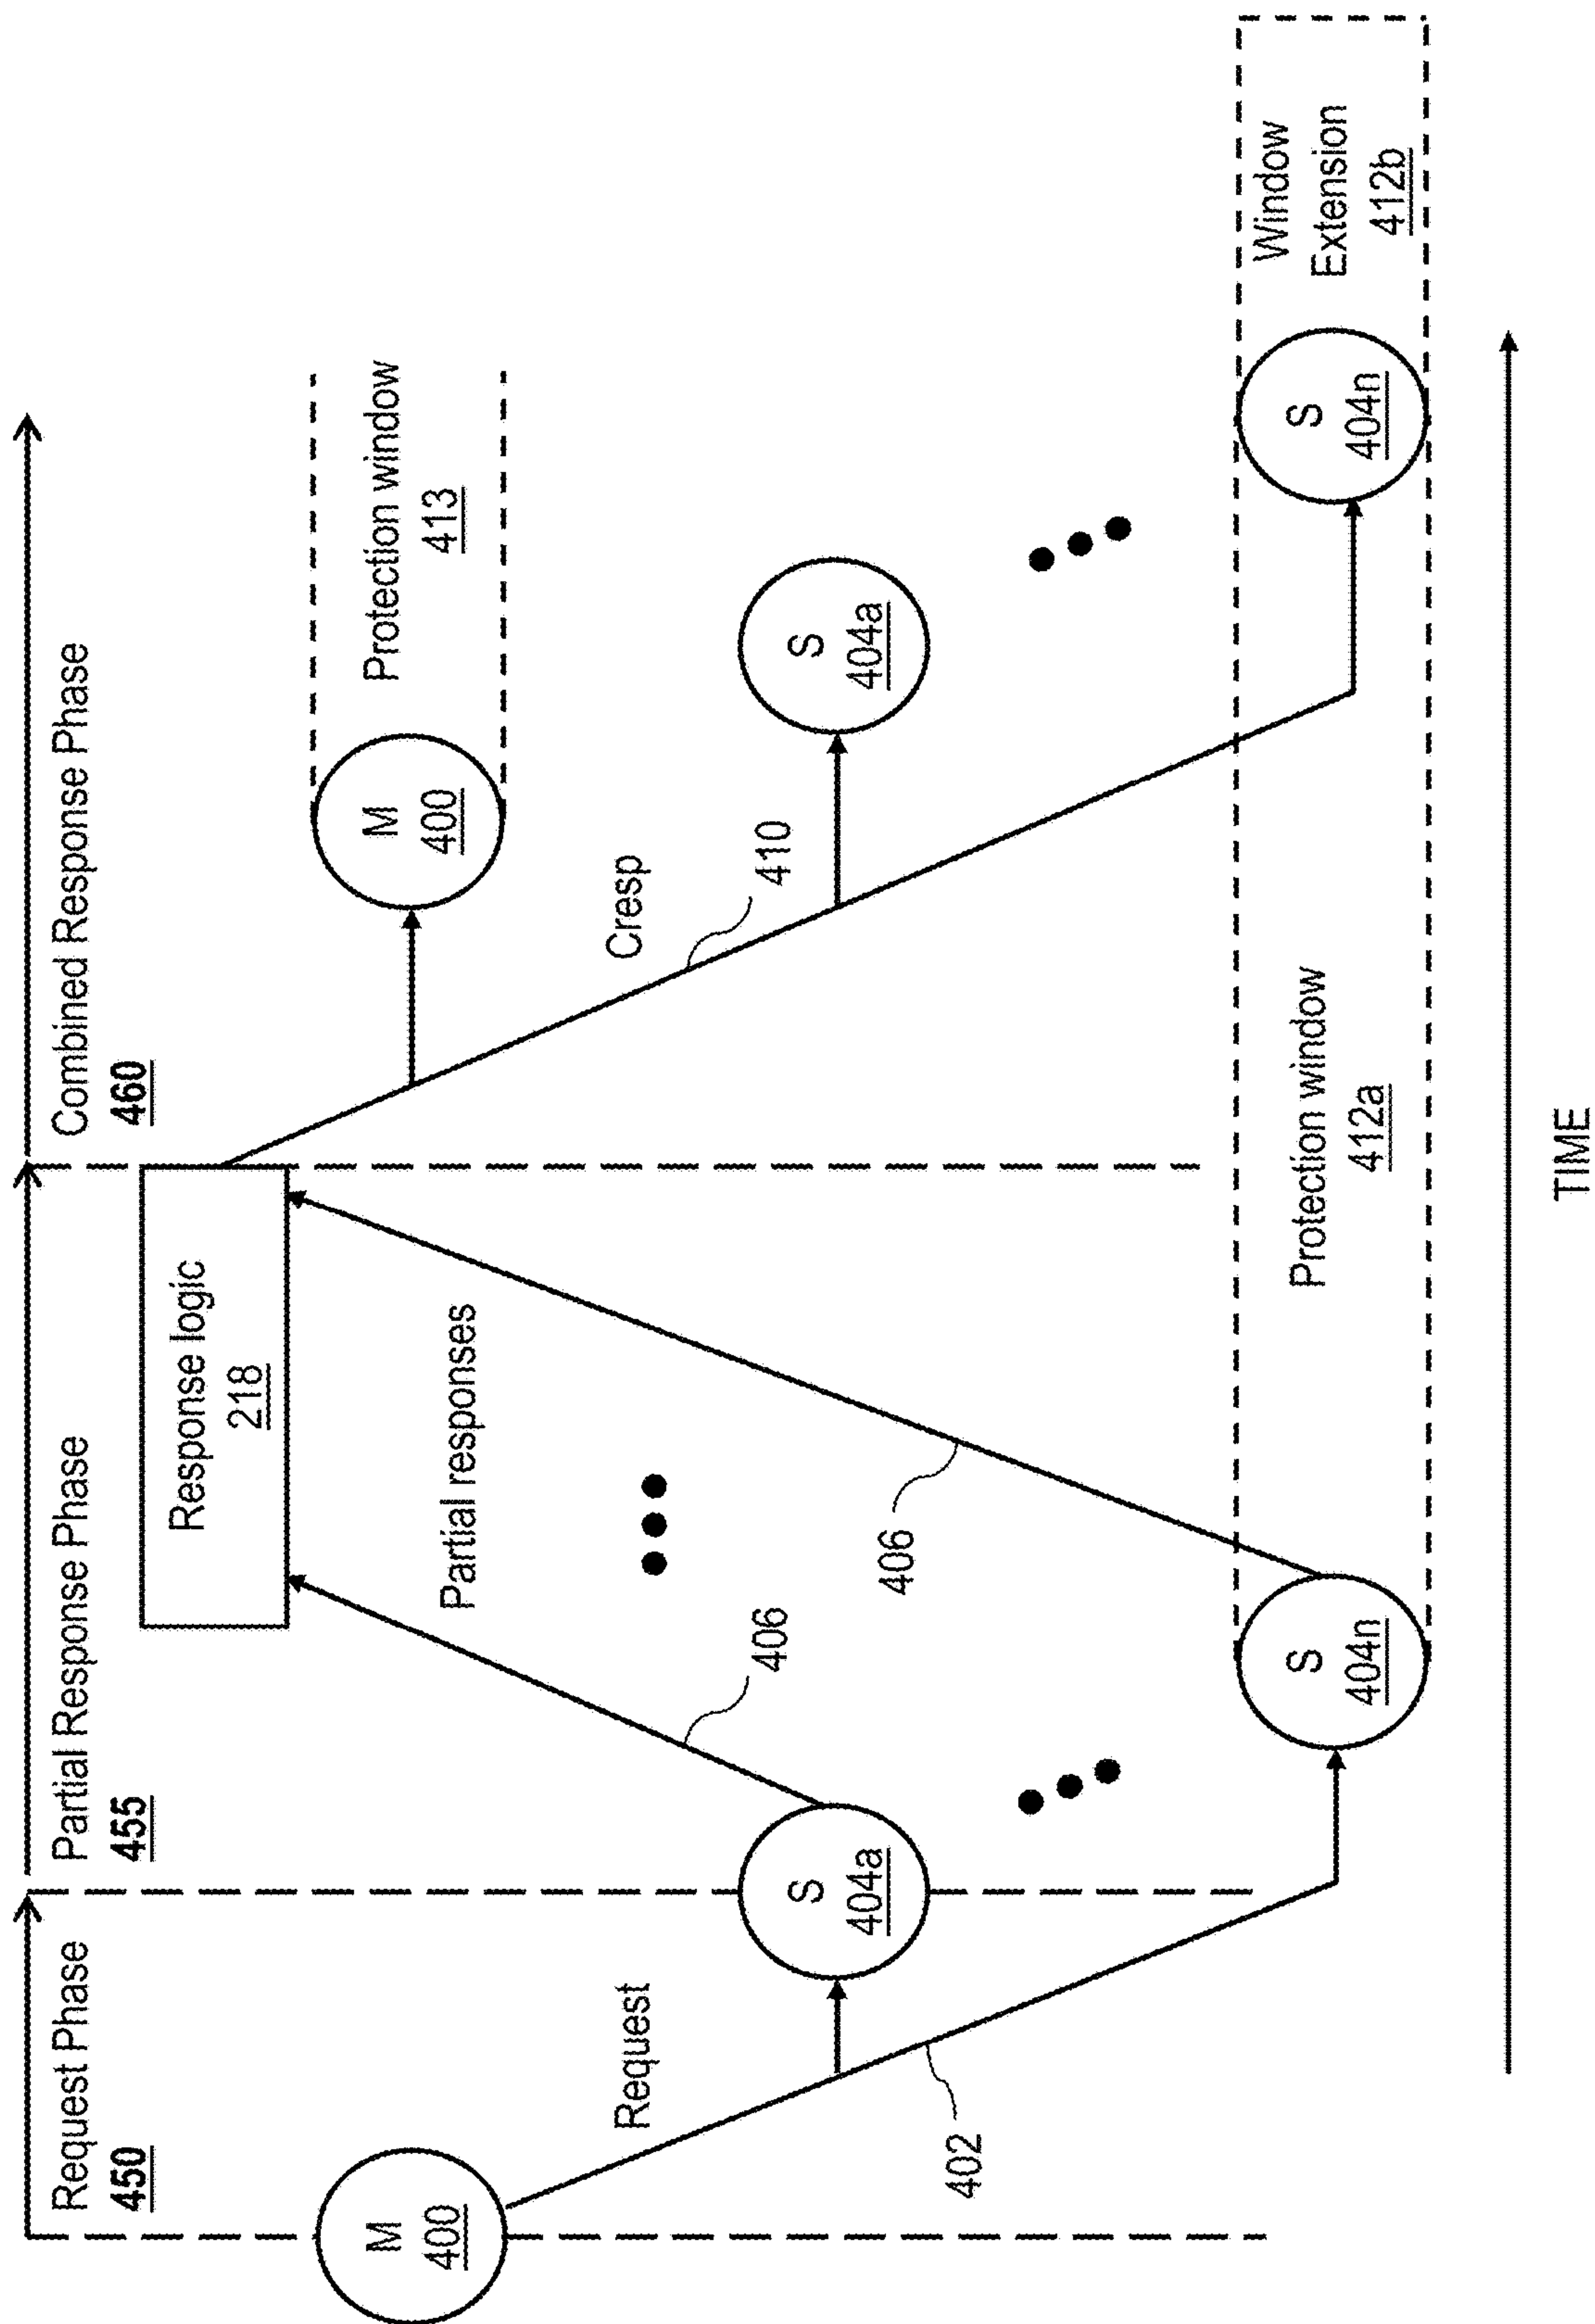 Request Phase
450
Partial Response Phase
455
Combined Response Phase
460
Response logic
218
M
400
M
400
Protection window
413
Partial responses
Request
Cresp
406
410
S
404a
S
404a
402
406
S
404n
Protection window
412a
S
404n
Window
Extension
412b
TIME